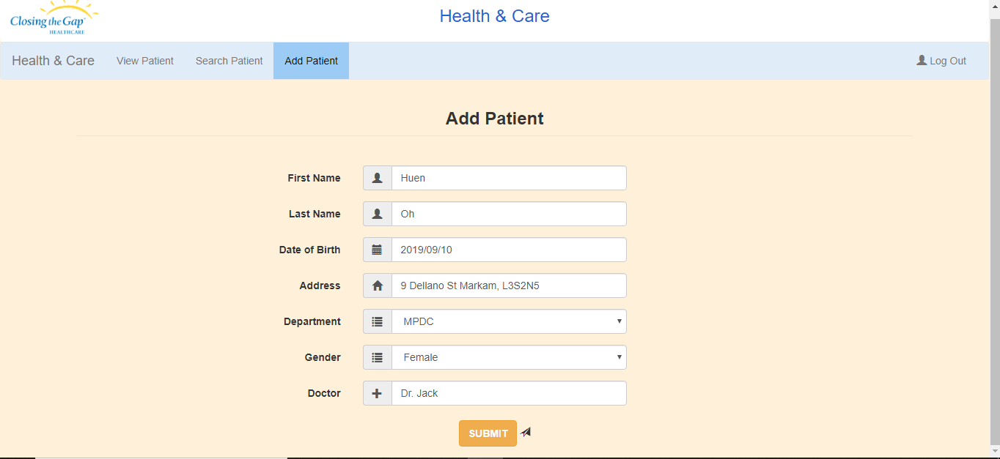 Closing the Gap
HEALTHCARE
Health & Care
Health & Care View Patient Search Patient Add Patient Log Out
Add Patient
First Name Huen
Last Name Oh
Date of Birth 2019/09/10
Address 9 Dellano St Markam, L3S2N5
Department MPDC
Gender Female
Doctor Dr. Jack
SUBMIT